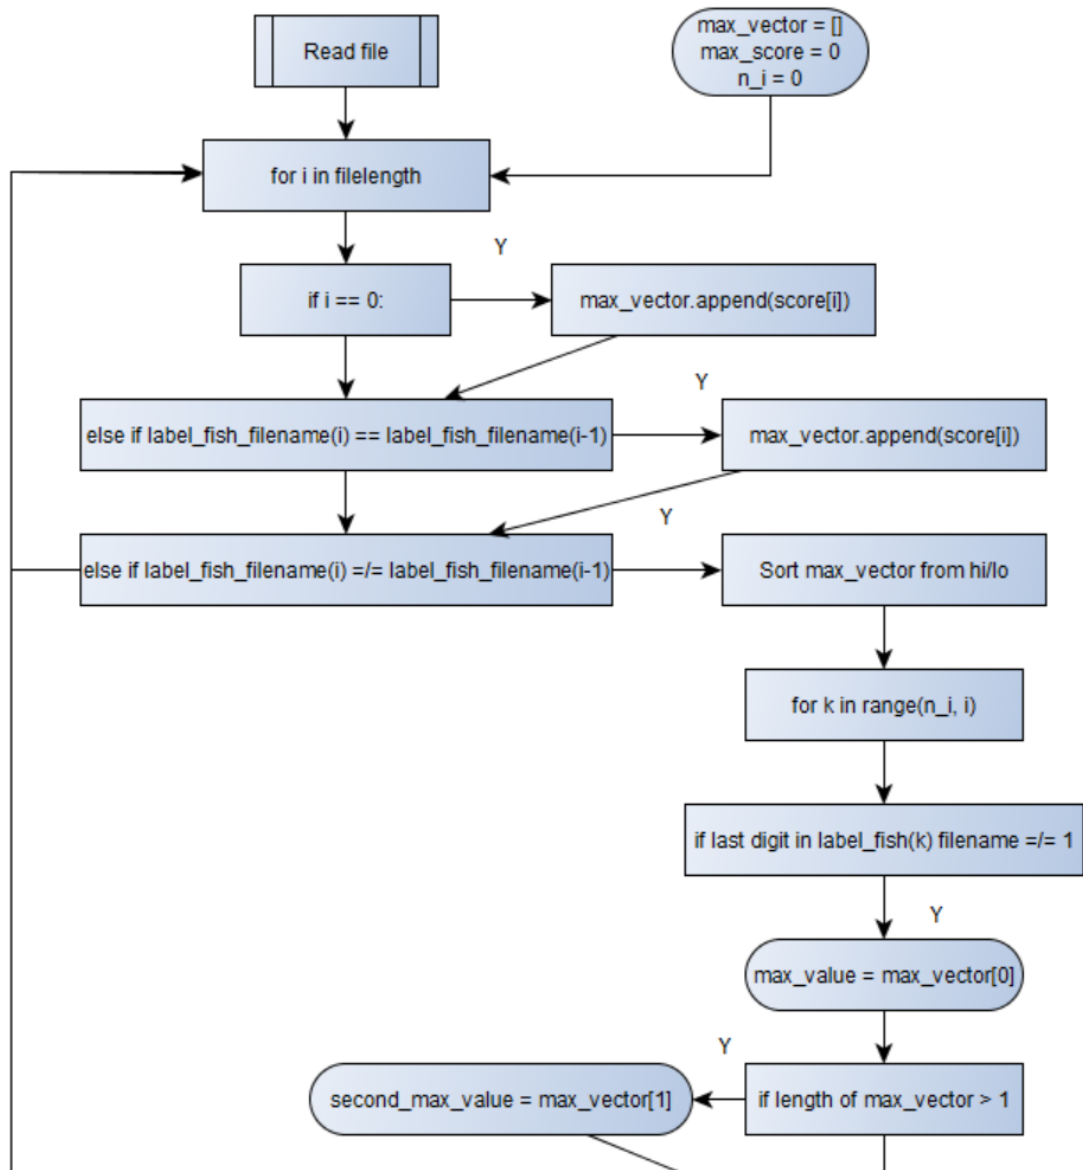 Read file
max_vector = []
max_score = 0
n_i = 0
for i in filelength
Y
if i == 0:
max_vector.append(score[i])
Y
else if label_fish_filename(i) == label_fish_filename(i-1)
max_vector.append(score[i])
Y
else if label_fish_filename(i) =/= label_fish_filename(i-1)
Sort max_vector from hi/lo
for k in range(n_i, i)
if last digit in label_fish(k) filename =/= 1
Y
max_value = max_vector[0]
Y
second_max_value = max_vector[1]
if length of max_vector > 1